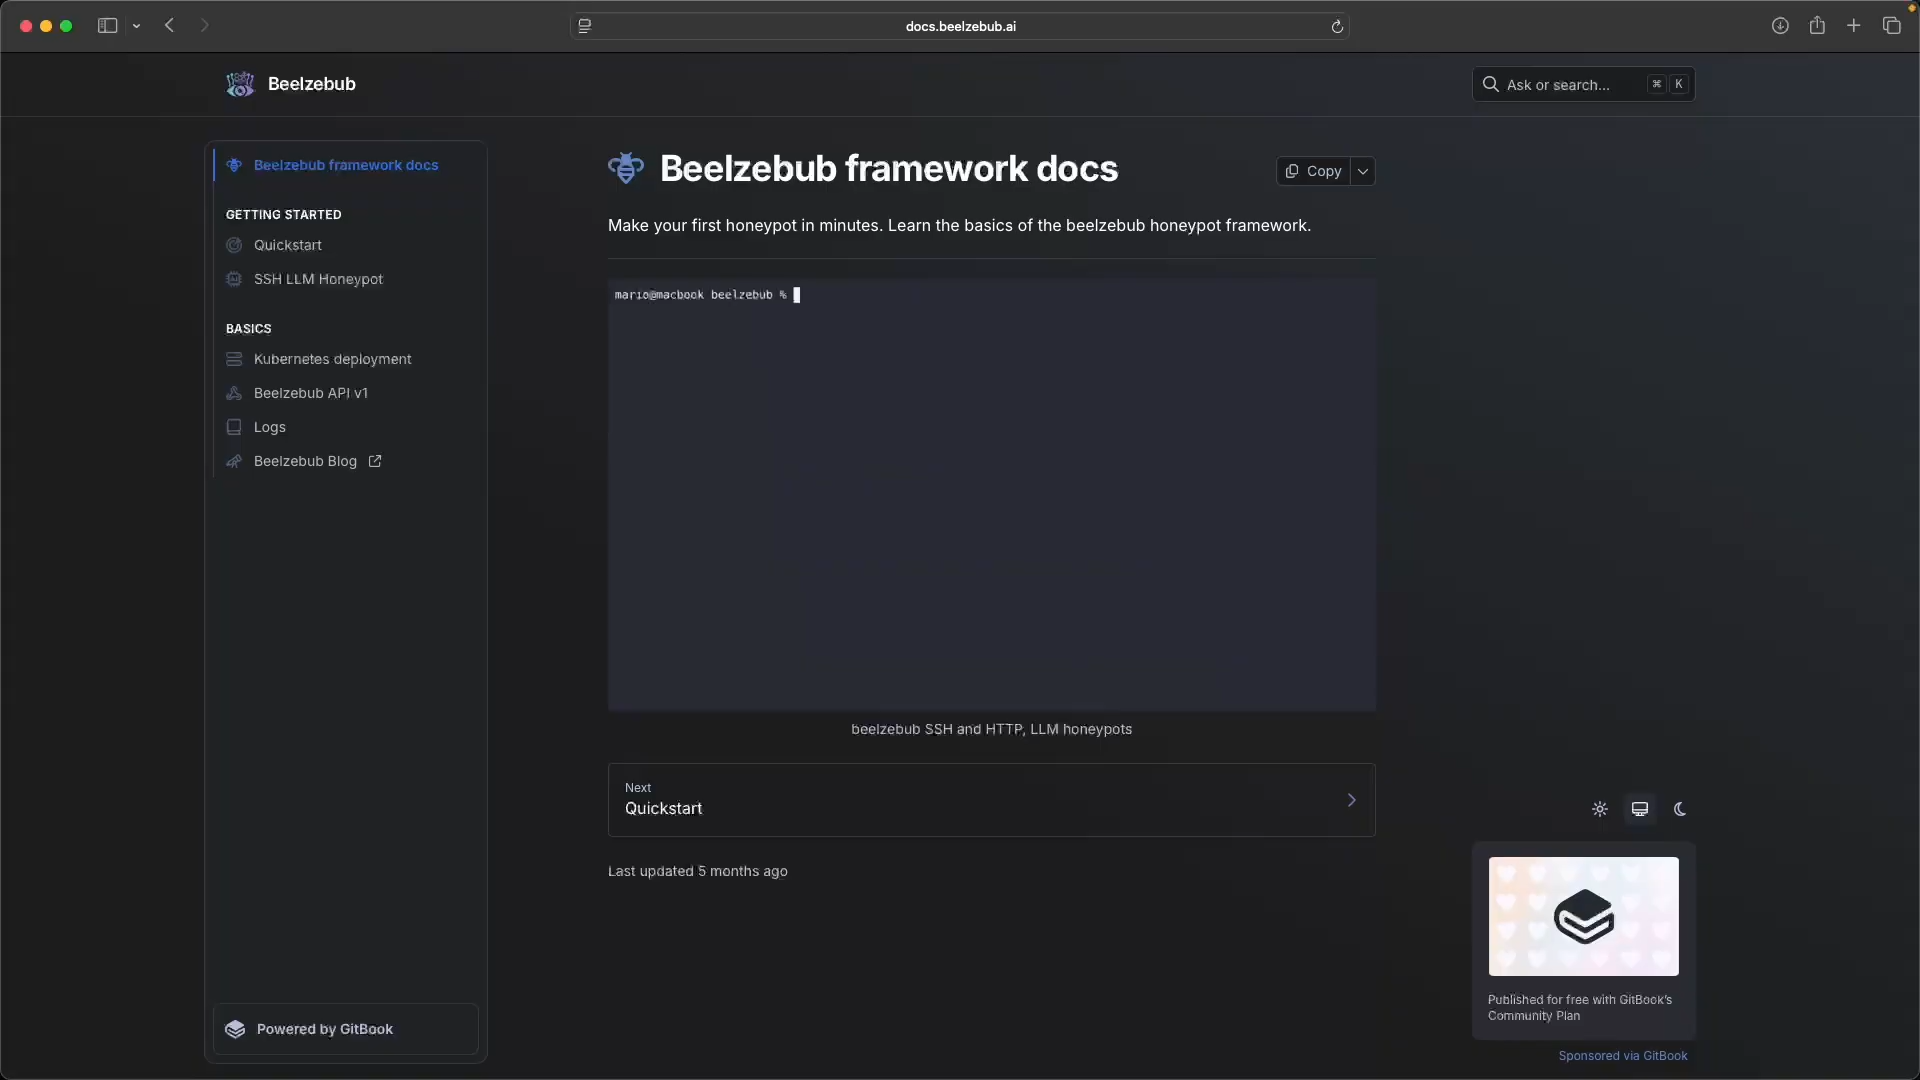 docs.beelzebub.ai
Beelzebub
Ask or search...
⌘ K
Beelzebub framework docs
GETTING STARTED
Quickstart
SSH LLM Honeypot
BASICS
Kubernetes deployment
Beelzebub API v1
Logs
Beelzebub Blog
Powered by GitBook
Beelzebub framework docs
Copy
Make your first honeypot in minutes. Learn the basics of the beelzebub honeypot framework.
mario@macbook beelzebub %
beelzebub SSH and HTTP, LLM honeypots
Next
Quickstart
Last updated 5 months ago
Published for free with GitBook's
Community Plan
Sponsored via GitBook